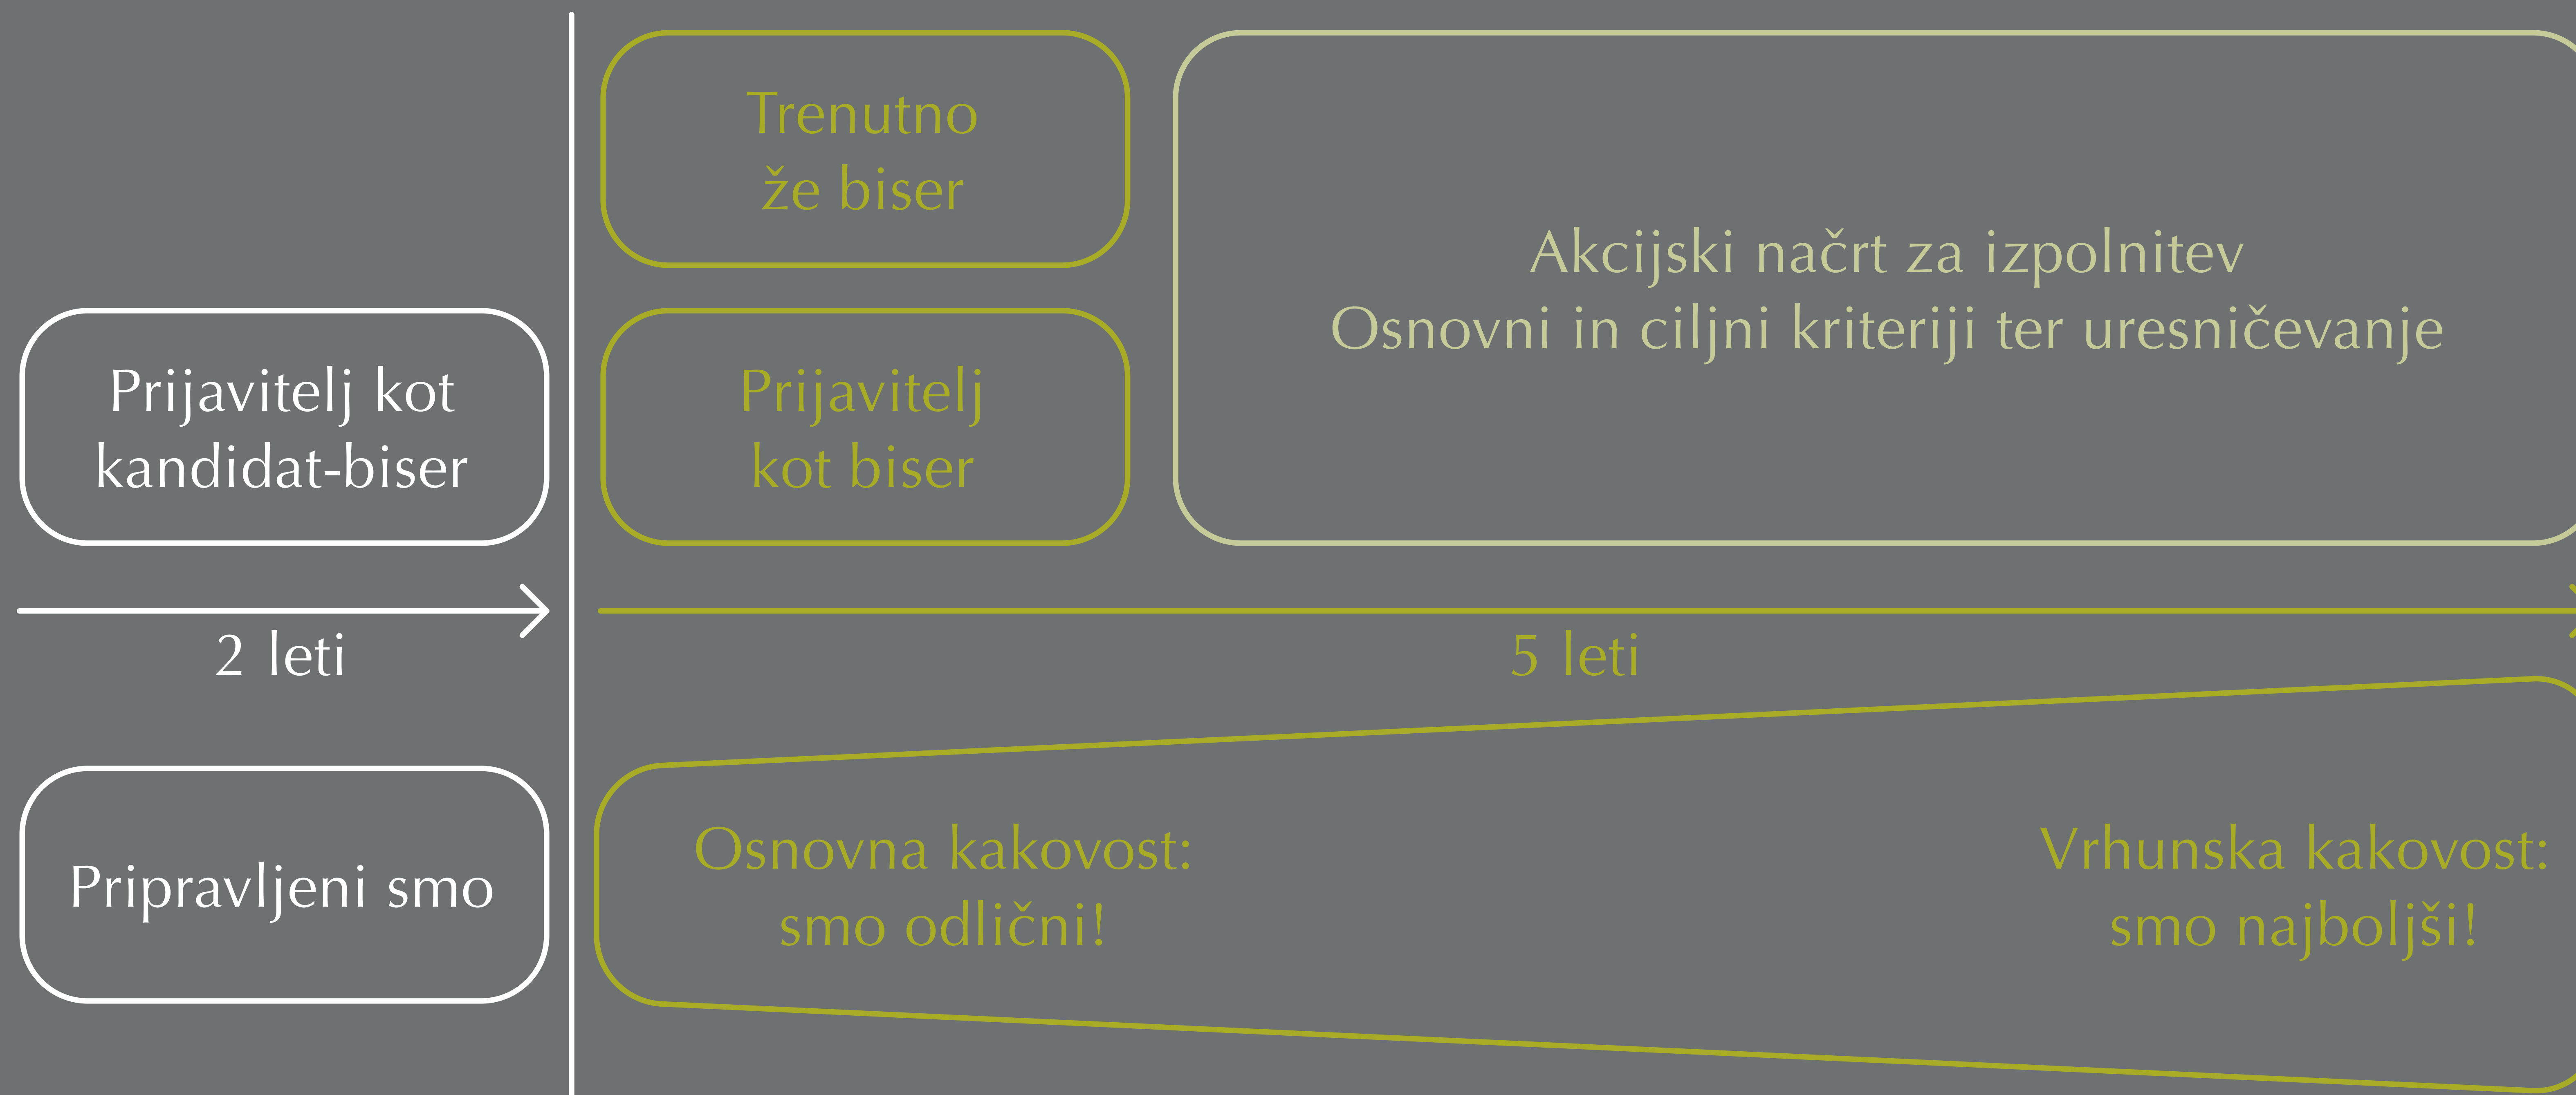 Prijavitelj kot
kandidat-biser
2 leti
Pripravljeni smo
Trenutno
že biser
Prijavitelj
kot biser
Akcijski načrt za izpolnitev
Osnovni in ciljni kriteriji ter uresničevanje
5 leti
Osnovna kakovost:
smo odlični!
Vrhunska kakovost:
smo najboljši!